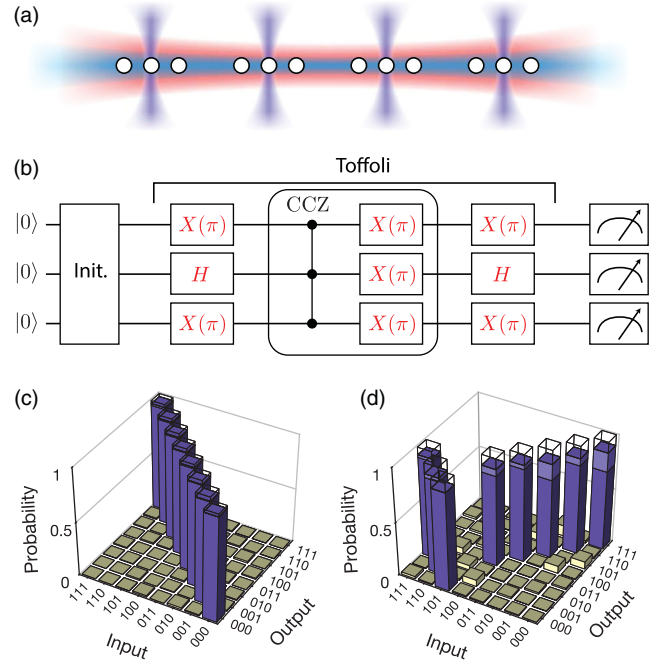 (a)
(b)
Toffoli
CCZ
|0⟩ X(π) X(π) X(π)
|0⟩ Init. H X(π) H
|0⟩ X(π) X(π) X(π)
(c)
Probability
1
0.5
0
111 110 101 100 011 010 001 000
Input
000 001 010 011 100 101 110 111
Output
(d)
Probability
1
0.5
0
111 110 101 100 011 010 001 000
Input
000 001 010 011 100 101 110 111
Output